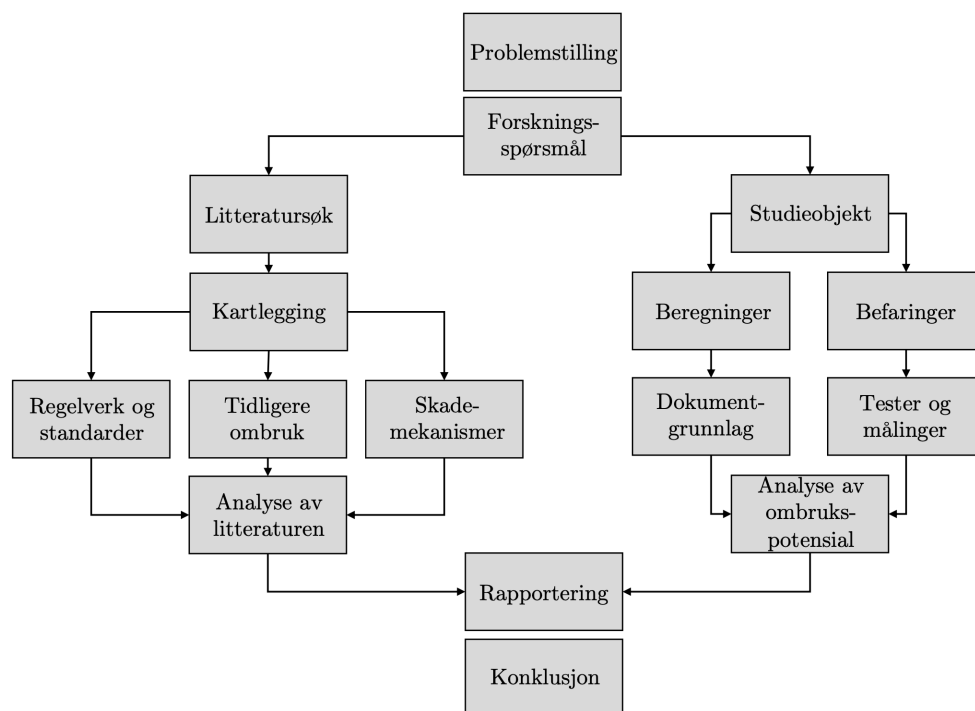 Problemstilling
Forsknings-
spørsmål
Litteratursøk
Studieobjekt
Kartlegging
Beregninger
Befaringer
Regelverk og
standarder
Tidligere
ombruk
Skade-
mekanismer
Dokument-
grunnlag
Tester og
målinger
Analyse av
litteraturen
Analyse av
ombruks-
potensial
Rapportering
Konklusjon